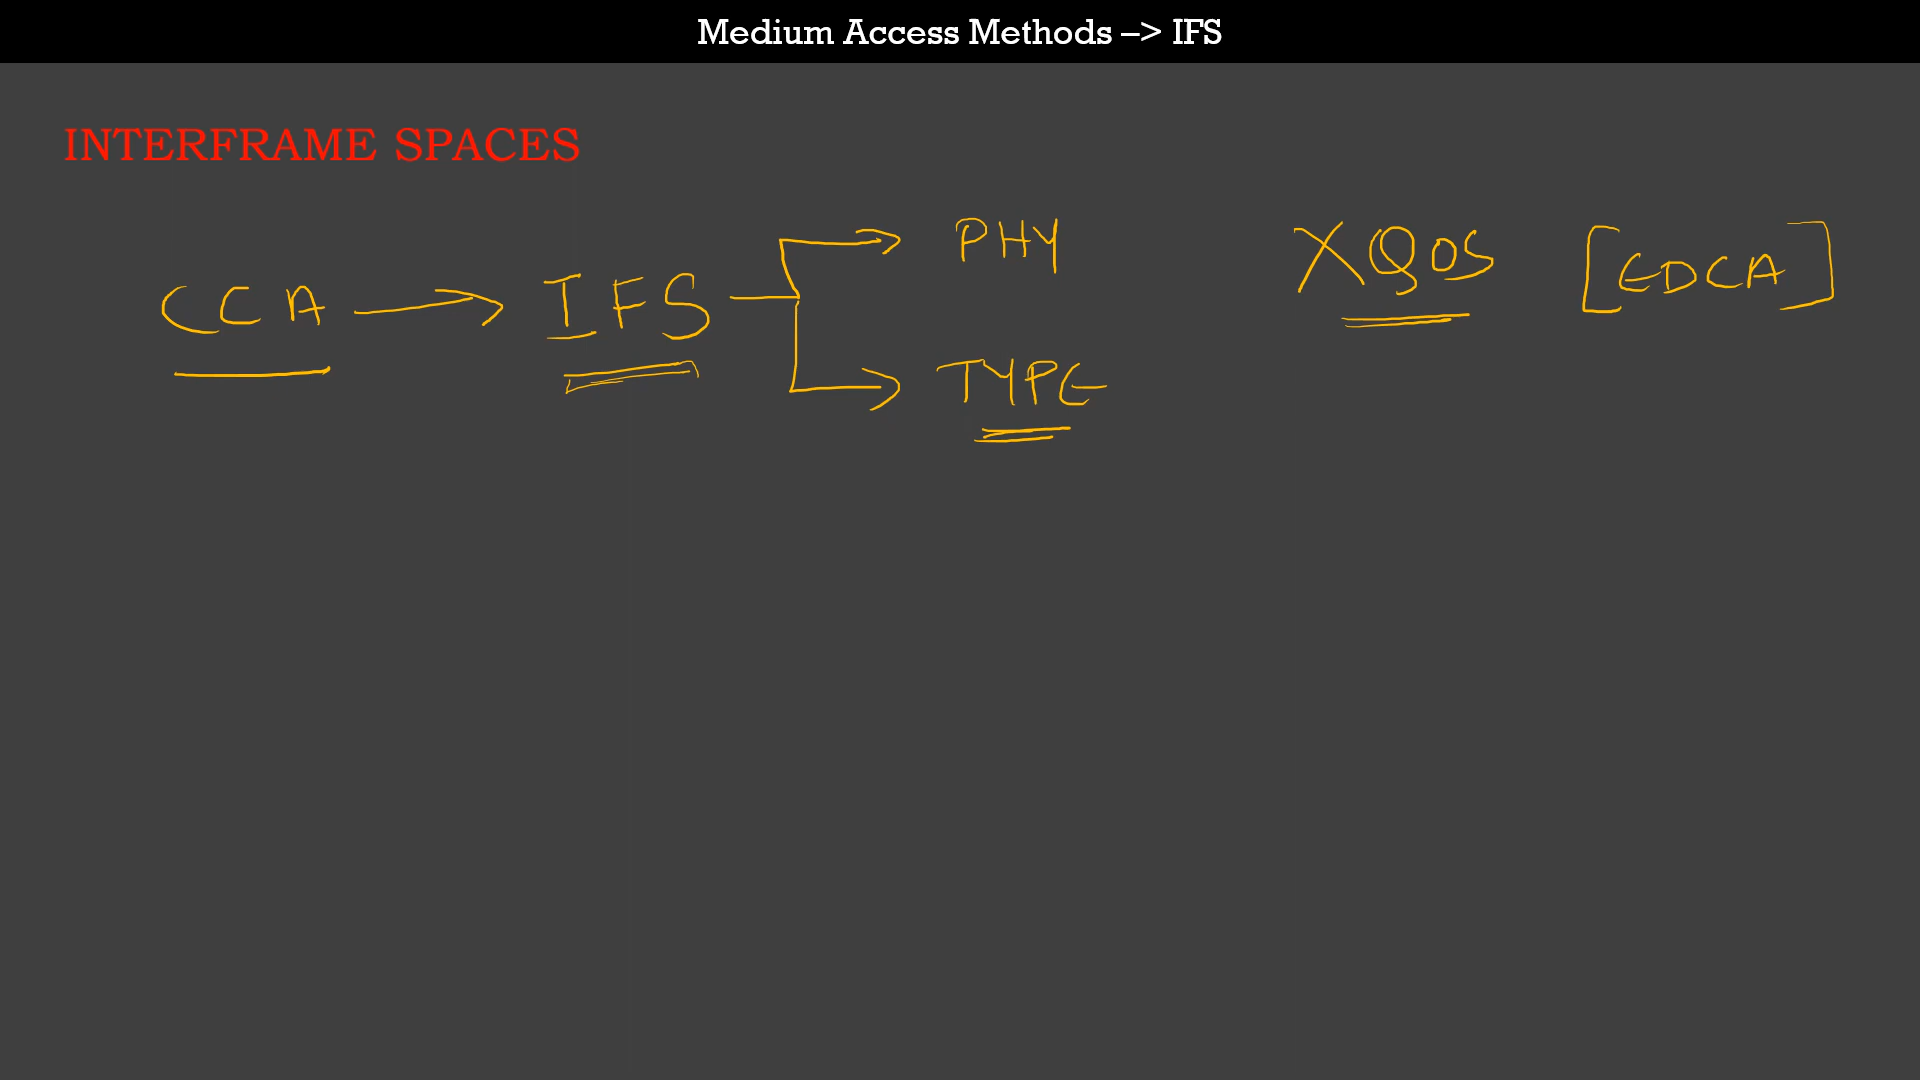 Medium Access Methods –> IFS
INTERFRAME SPACES
CCA → IFS
PHY
TYPE
XQOS [EDCA]